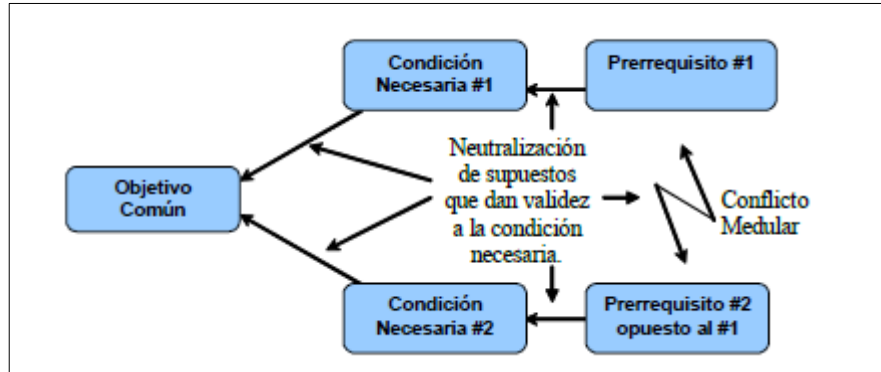 Condición
Necesaria #1
Prerrequisito #1
Neutralización
de supuestos
que dan validez
a la condición
necesaria.
Objetivo
Común
Conflicto
Medular
Condición
Necesaria #2
Prerrequisito #2
opuesto al #1